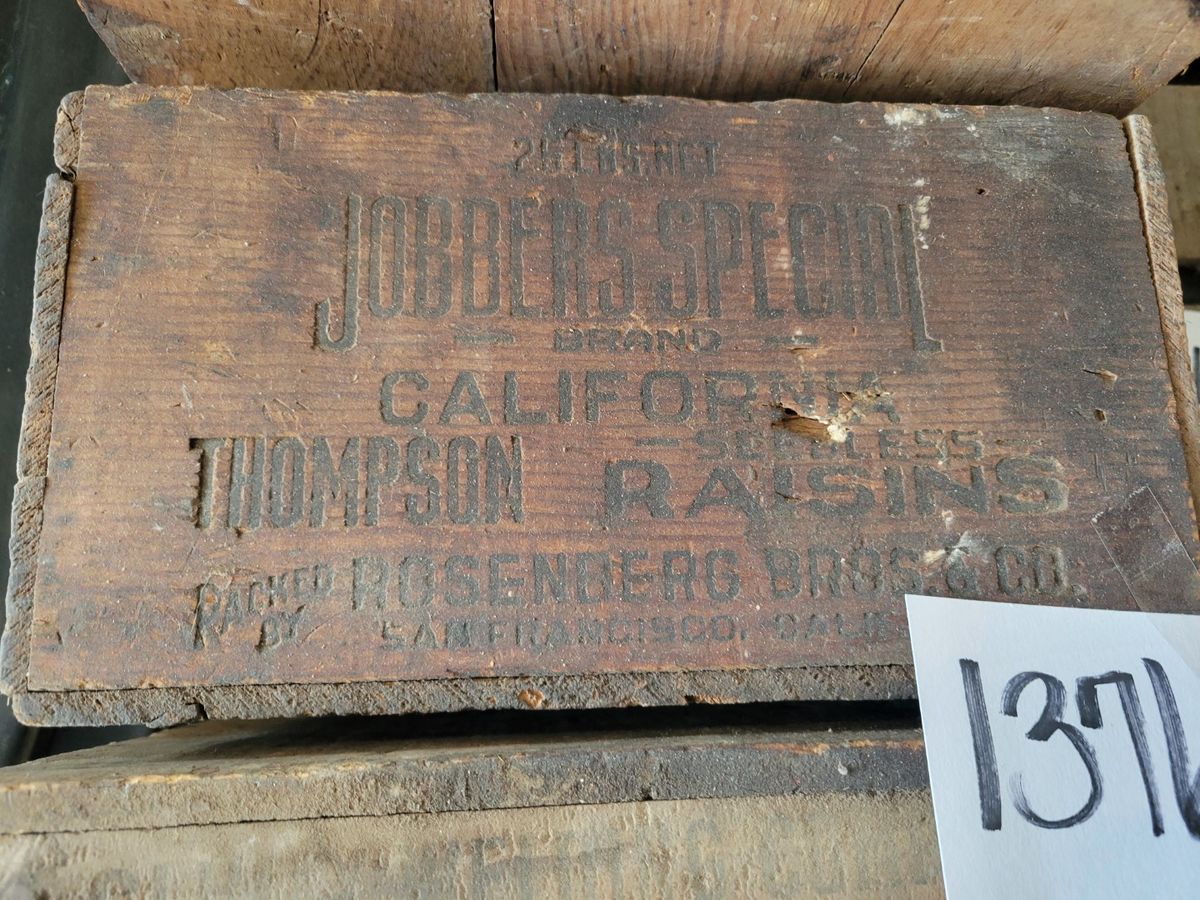 25 LBS. NET
JOBBERS SPECIAL
BRAND
CALIFORNIA
THOMPSON SEEDLESS RAISINS
PACKED BY ROSENBERG BROS. & CO.
SAN FRANCISCO, CALIF
137